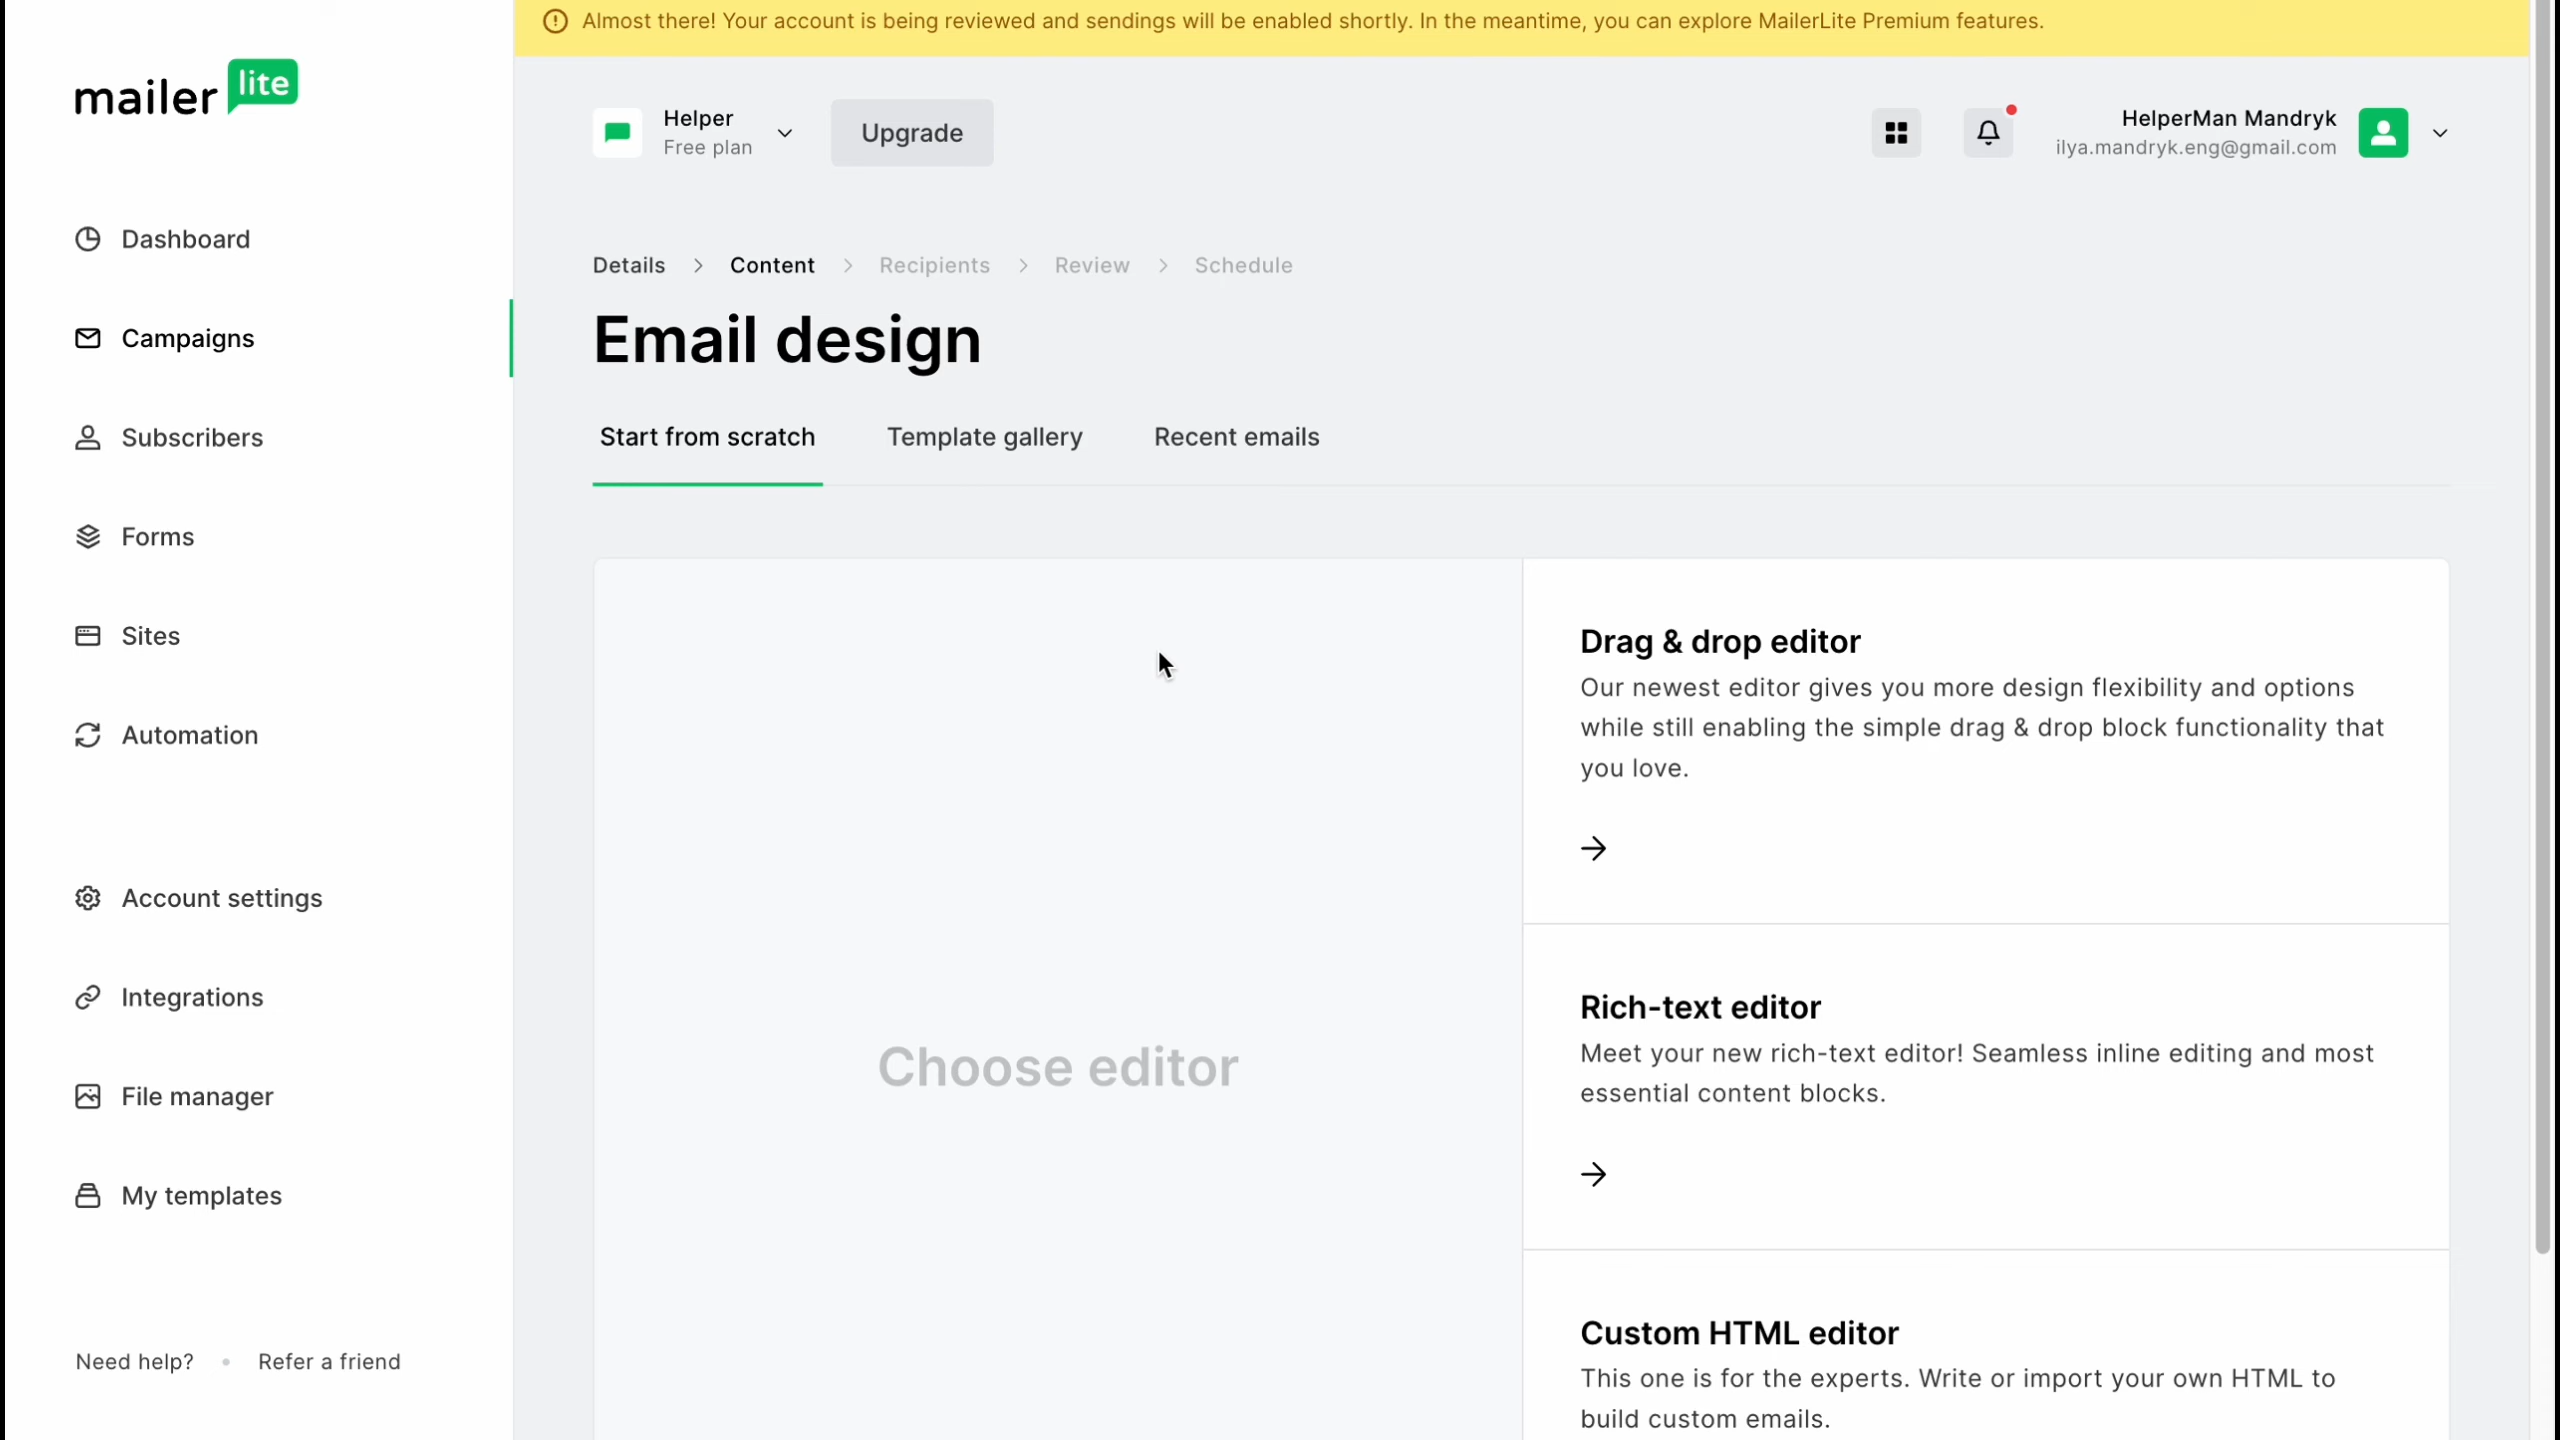 Almost there! Your account is being reviewed and sendings will be enabled shortly. In the meantime, you can explore MailerLite Premium features.
mailer lite
Dashboard
Campaigns
Subscribers
Forms
Sites
Automation
Account settings
Integrations
File manager
My templates
Need help? • Refer a friend
Helper
Free plan
Upgrade
HelperMan Mandryk
ilya.mandryk.eng@gmail.com
Details > Content > Recipients > Review > Schedule
Email design
Start from scratch
Template gallery
Recent emails
Choose editor
Drag & drop editor
Our newest editor gives you more design flexibility and options
while still enabling the simple drag & drop block functionality that
you love.
Rich-text editor
Meet your new rich-text editor! Seamless inline editing and most
essential content blocks.
Custom HTML editor
This one is for the experts. Write or import your own HTML to
build custom emails.